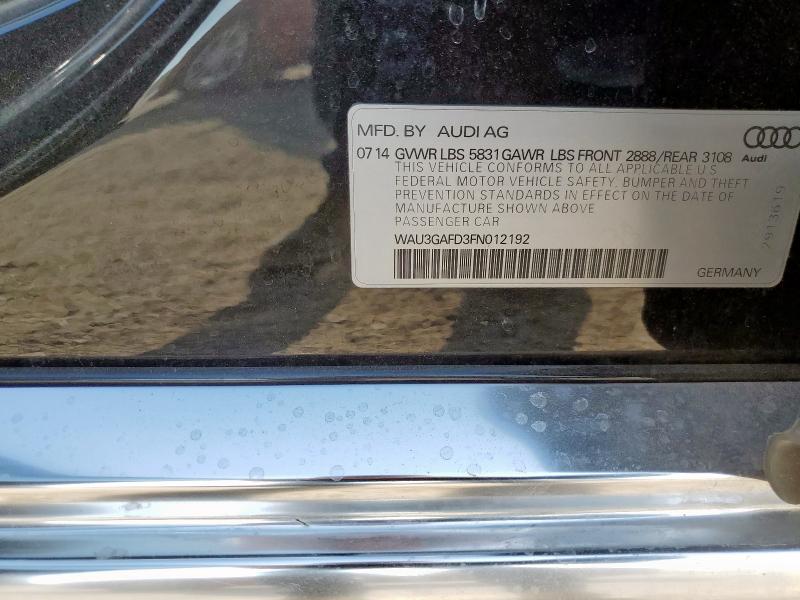 MFD. BY AUDI AG
07 14 GVWR LBS 5831 GAWR LBS FRONT 2888/REAR 3108
Audi
THIS VEHICLE CONFORMS TO ALL APPLICABLE U.S
FEDERAL MOTOR VEHICLE SAFETY, BUMPER AND THEFT
PREVENTION STANDARDS IN EFFECT ON THE DATE OF
MANUFACTURE SHOWN ABOVE
PASSENGER CAR
WAU3GAFD3FN012192
GERMANY
2913619